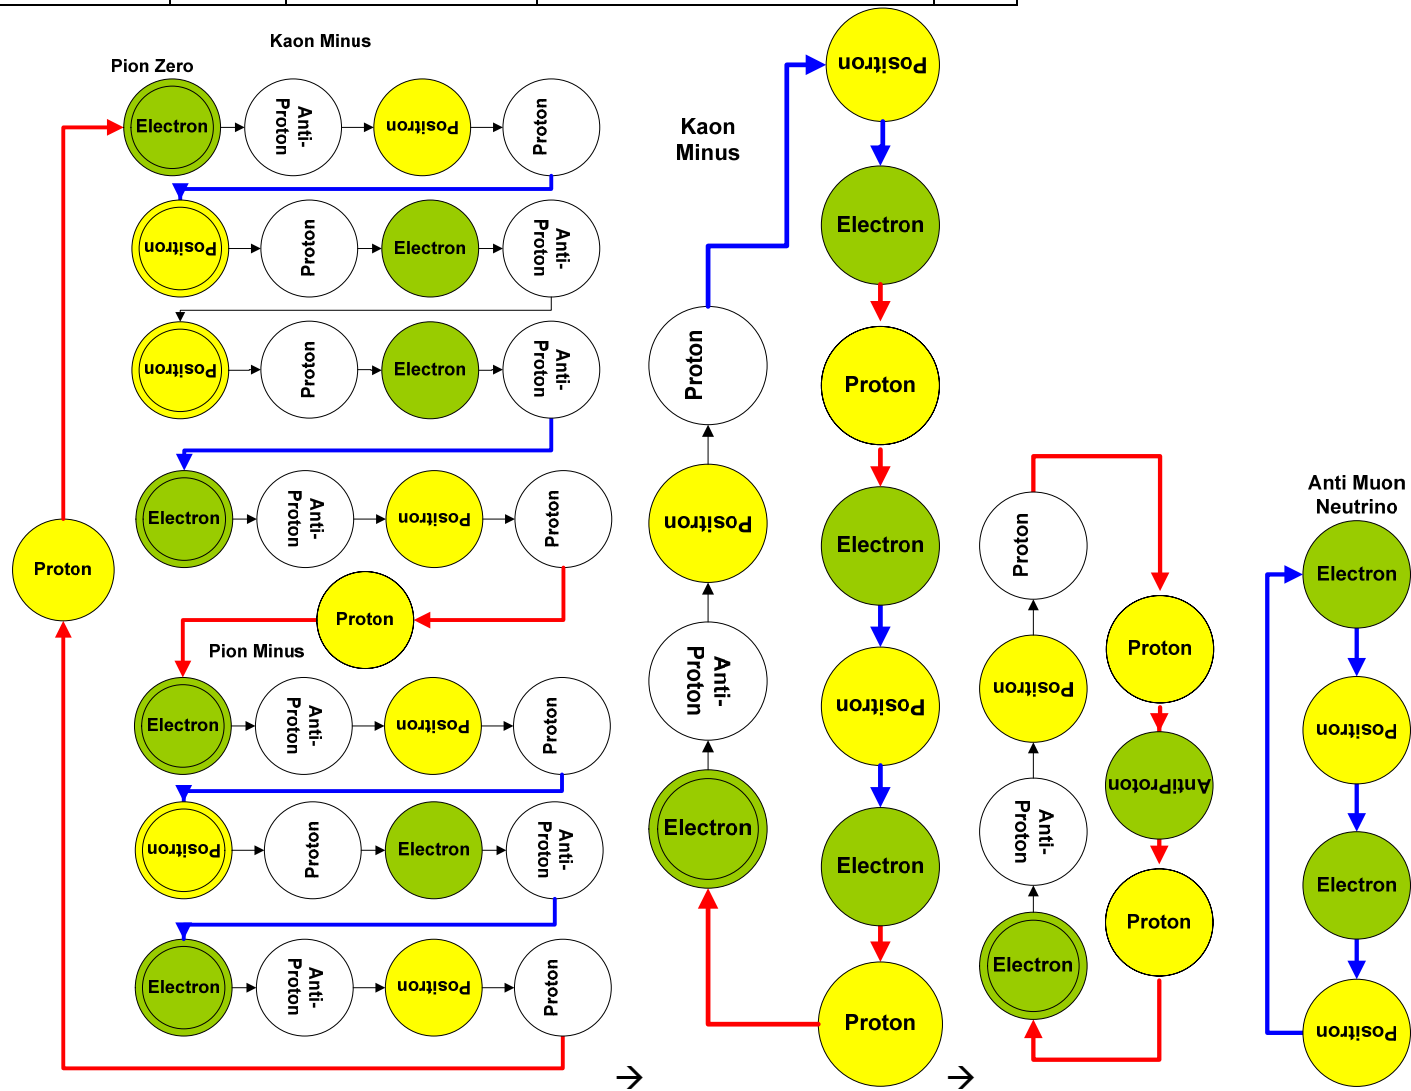 Kaon Minus
Pion Zero
Electron
Anti-
Proton
Positron
Proton
Positron
Proton
Electron
Anti-
Proton
Positron
Proton
Electron
Anti-
Proton
Electron
Anti-
Proton
Positron
Proton
Proton
Proton
Pion Minus
Electron
Anti-
Proton
Positron
Proton
Positron
Proton
Electron
Anti-
Proton
Electron
Anti-
Proton
Positron
Proton
Kaon
Minus
Proton
Positron
Anti-
Proton
Electron
Positron
Electron
Proton
Electron
Positron
Electron
Proton
Proton
Positron
Anti-
Proton
Electron
Proton
AntiProton
Proton
Anti Muon
Neutrino
Electron
Positron
Electron
Positron